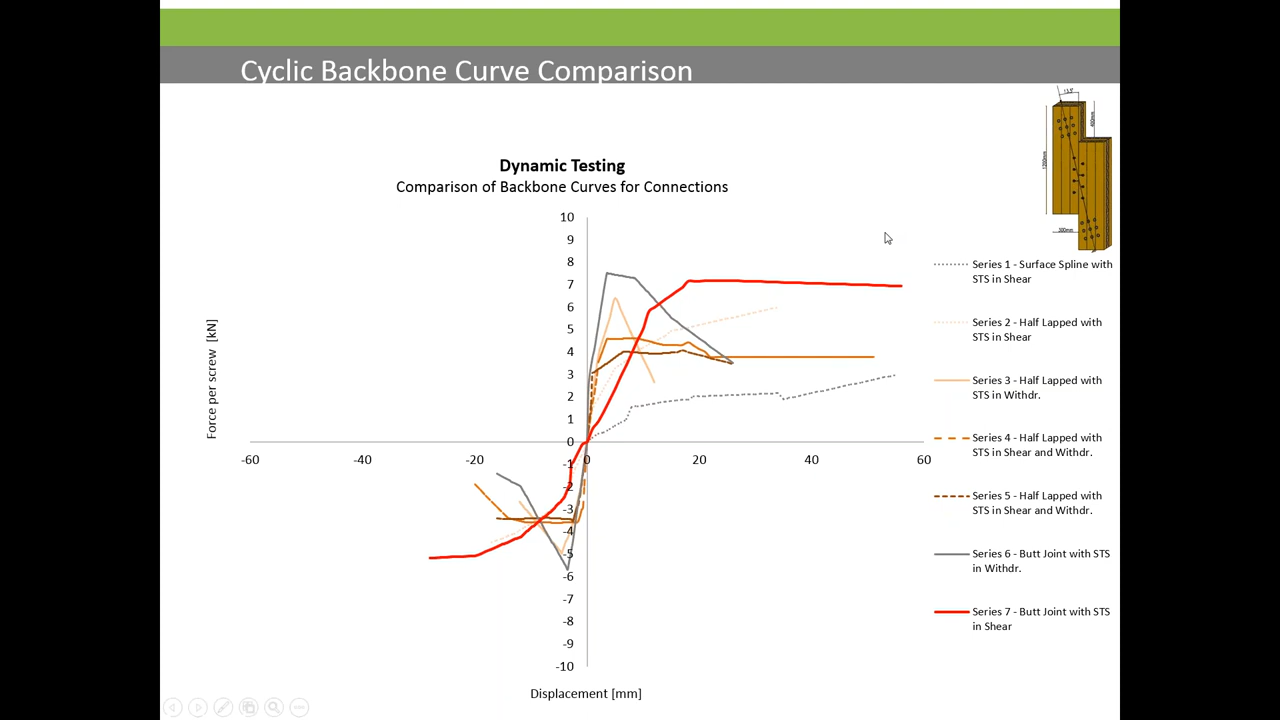 Cyclic Backbone Curve Comparison
Dynamic Testing
Comparison of Backbone Curves for Connections
Force per screw [kN]
10
9
8
7
6
5
4
3
2
1
0
-1
-2
-3
-4
-5
-6
-7
-8
-9
-10
-60
-40
-20
0
20
40
60
Displacement [mm]
Series 1 - Surface Spline with
STS in Shear
Series 2 - Half Lapped with
STS in Shear
Series 3 - Half Lapped with
STS in Withdr.
Series 4 - Half Lapped with
STS in Shear and Withdr.
Series 5 - Half Lapped with
STS in Shear and Withdr.
Series 6 - Butt Joint with STS
in Withdr.
Series 7 - Butt Joint with STS
in Shear